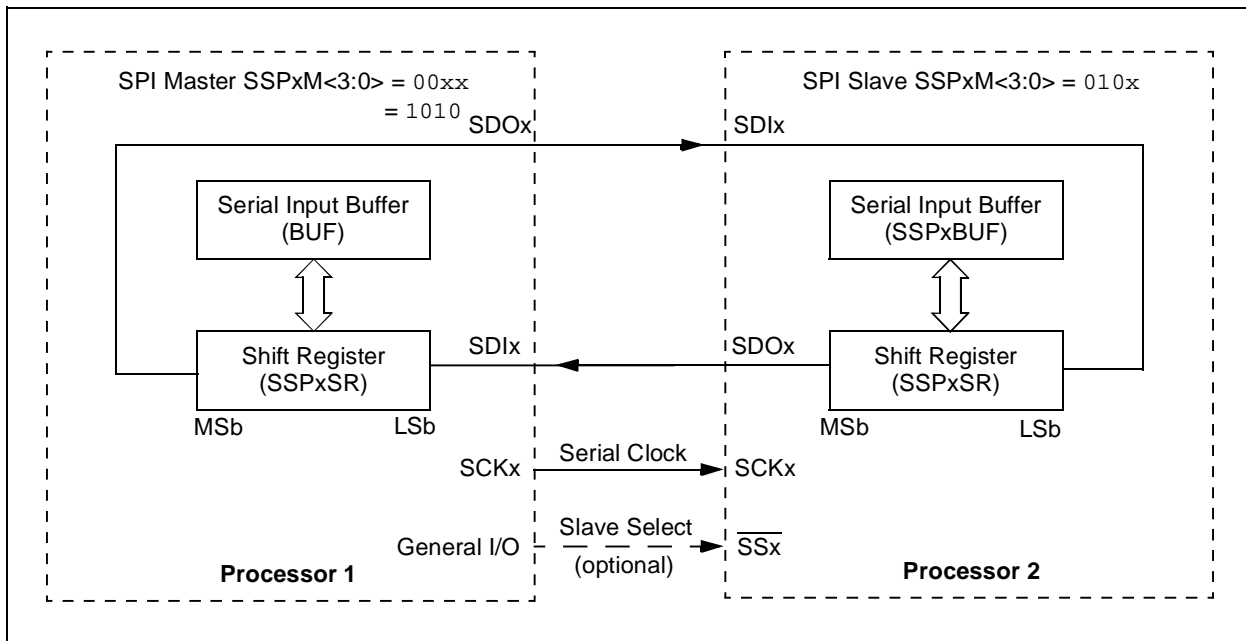 SPI Master SSPxM<3:0> = 00xx
= 1010
SDOx
Serial Input Buffer
(BUF)
Shift Register
(SSPxSR)
MSb
LSb
SDIx
SCKx
General I/O
Processor 1
Serial Clock
Slave Select
(optional)
SPI Slave SSPxM<3:0> = 010x
SDIx
Serial Input Buffer
(SSPxBUF)
SDOx
Shift Register
(SSPxSR)
MSb
LSb
SCKx
SSx
Processor 2